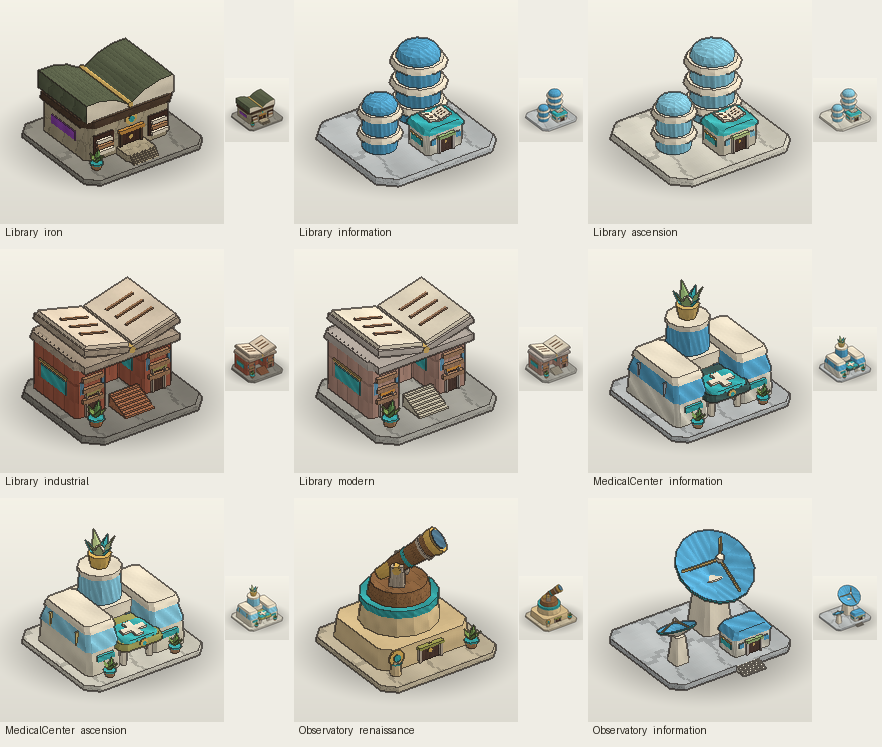 Library iron
Library information
Library ascension
Library industrial
Library modern
MedicalCenter information
MedicalCenter ascension
Observatory renaissance
Observatory information